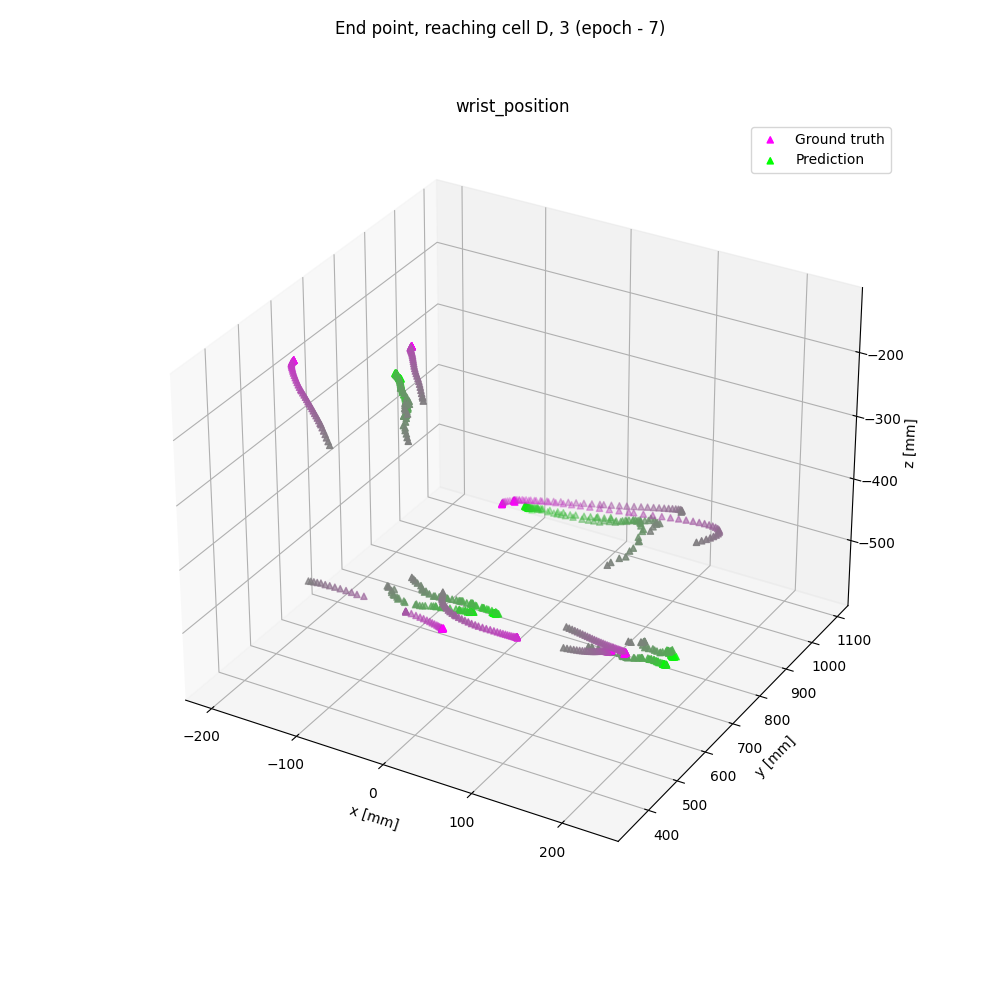 End point, reaching cell D, 3 (epoch - 7)
wrist_position
Ground truth
Prediction
−200
−300
−400
−500
z [mm]
1100
1000
900
800
700
600
500
400
y [mm]
−200
−100
0
100
200
x [mm]